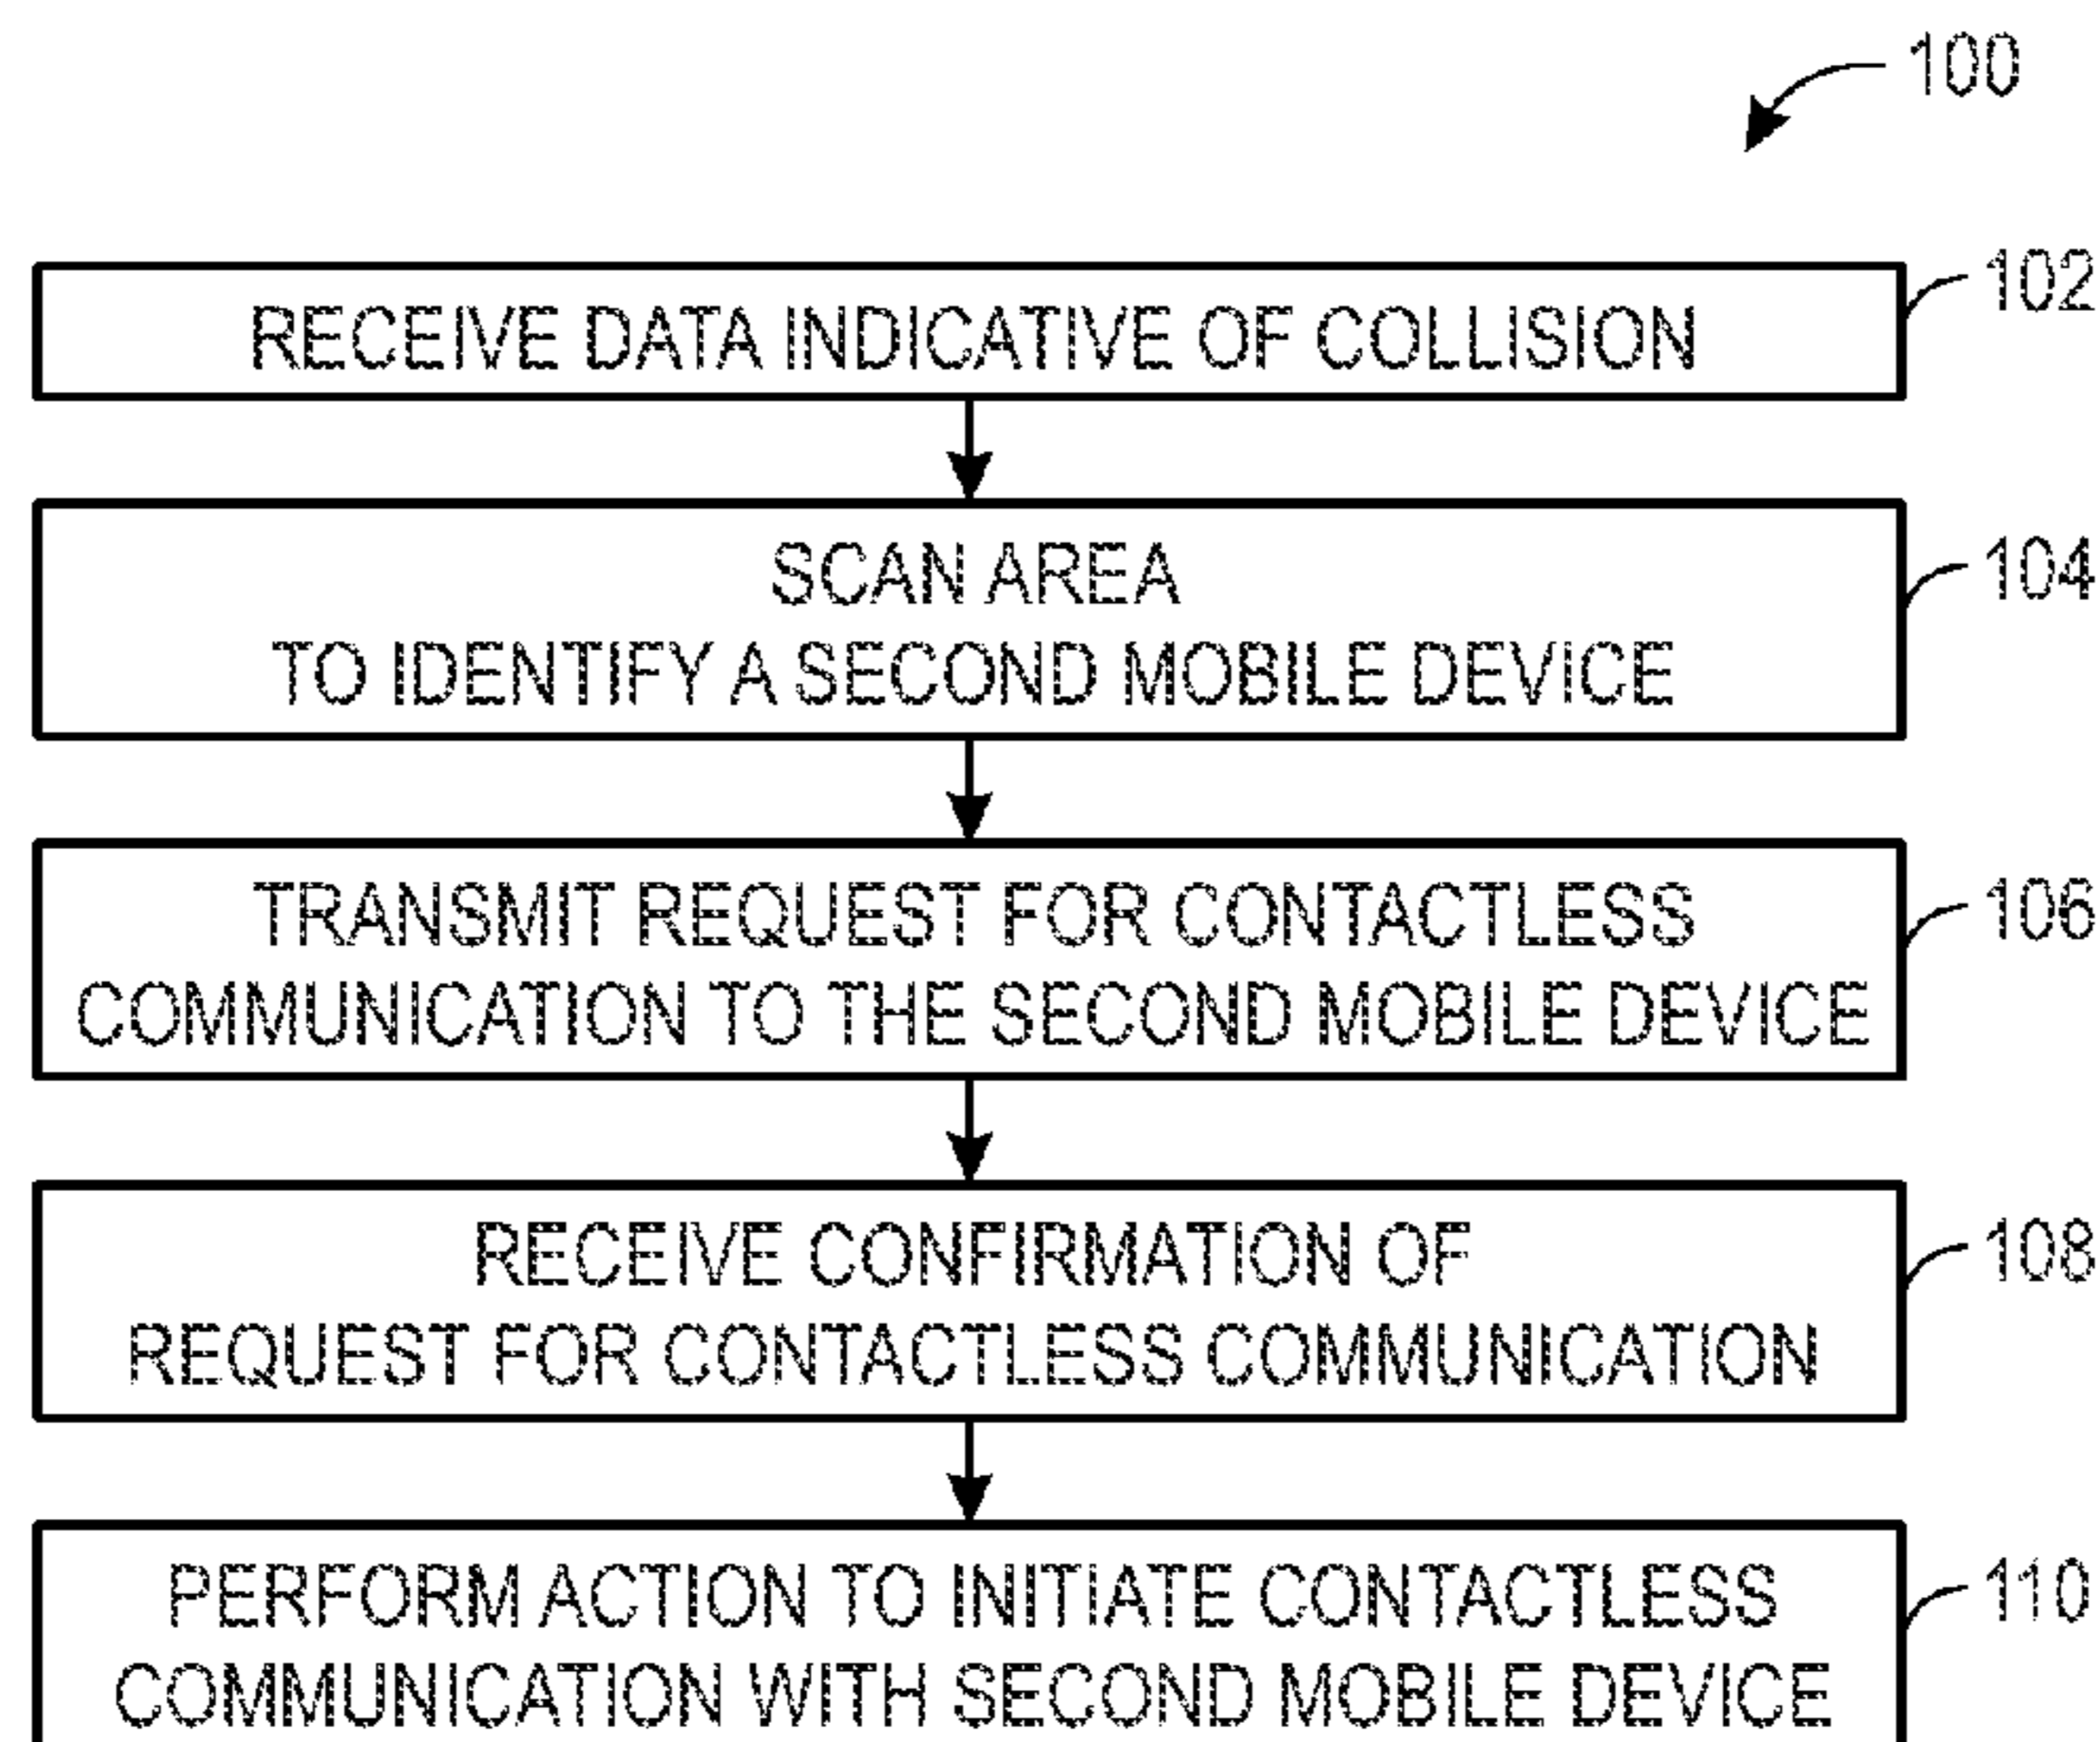 100
RECEIVE DATA INDICATIVE OF COLLISION
102
SCAN AREA
TO IDENTIFY A SECOND MOBILE DEVICE
104
TRANSMIT REQUEST FOR CONTACTLESS
COMMUNICATION TO THE SECOND MOBILE DEVICE
106
RECEIVE CONFIRMATION OF
REQUEST FOR CONTACTLESS COMMUNICATION
108
PERFORM ACTION TO INITIATE CONTACTLESS
COMMUNICATION WITH SECOND MOBILE DEVICE
110